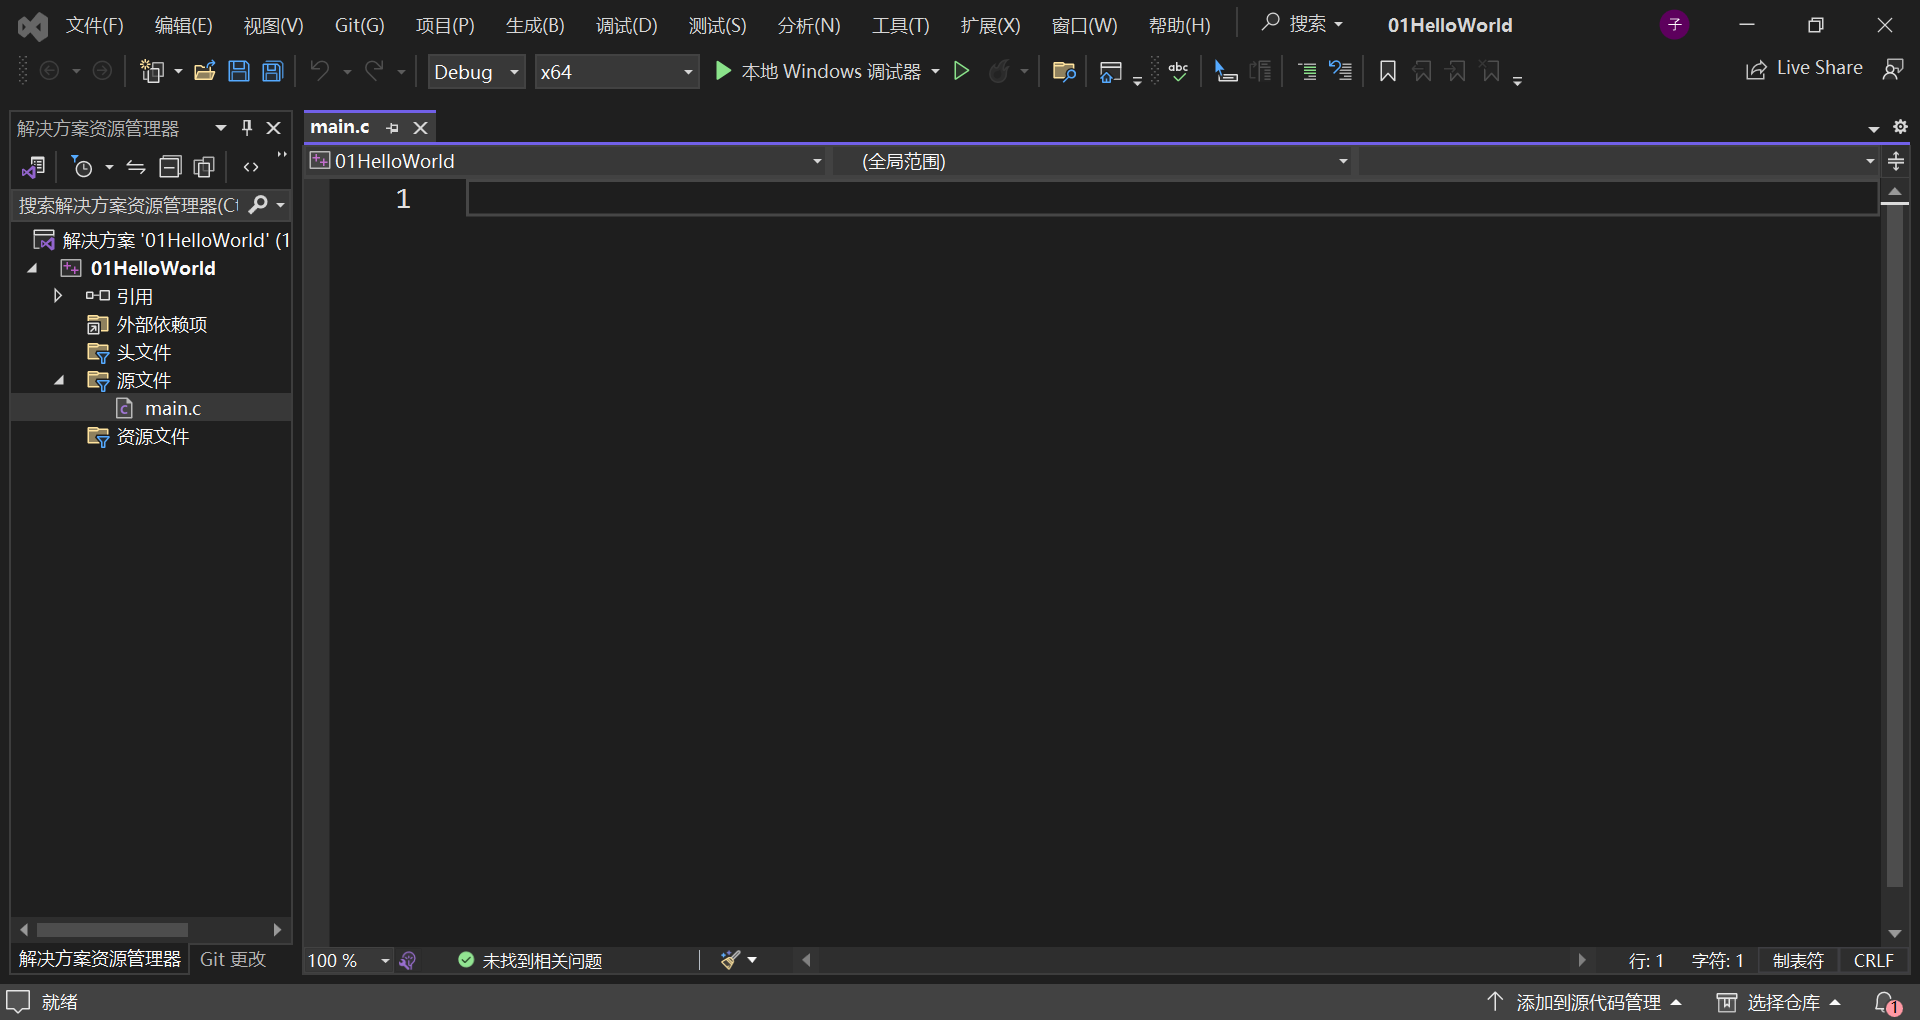 文件(F) 编辑(E) 视图(V) Git(G) 项目(P) 生成(B) 调试(D) 测试(S) 分析(N) 工具(T) 扩展(X) 窗口(W) 帮助(H) 搜索 01HelloWorld 子
Debug x64 本地 Windows 调试器 abc Live Share
解决方案资源管理器
main.c
搜索解决方案资源管理器(Ct
解决方案 '01HelloWorld' (1
01HelloWorld
引用
外部依赖项
头文件
源文件
main.c
资源文件
解决方案资源管理器 Git 更改
01HelloWorld (全局范围)
1
100 % 未找到相关问题 行: 1 字符: 1 制表符 CRLF
就绪 添加到源代码管理 选择仓库 1